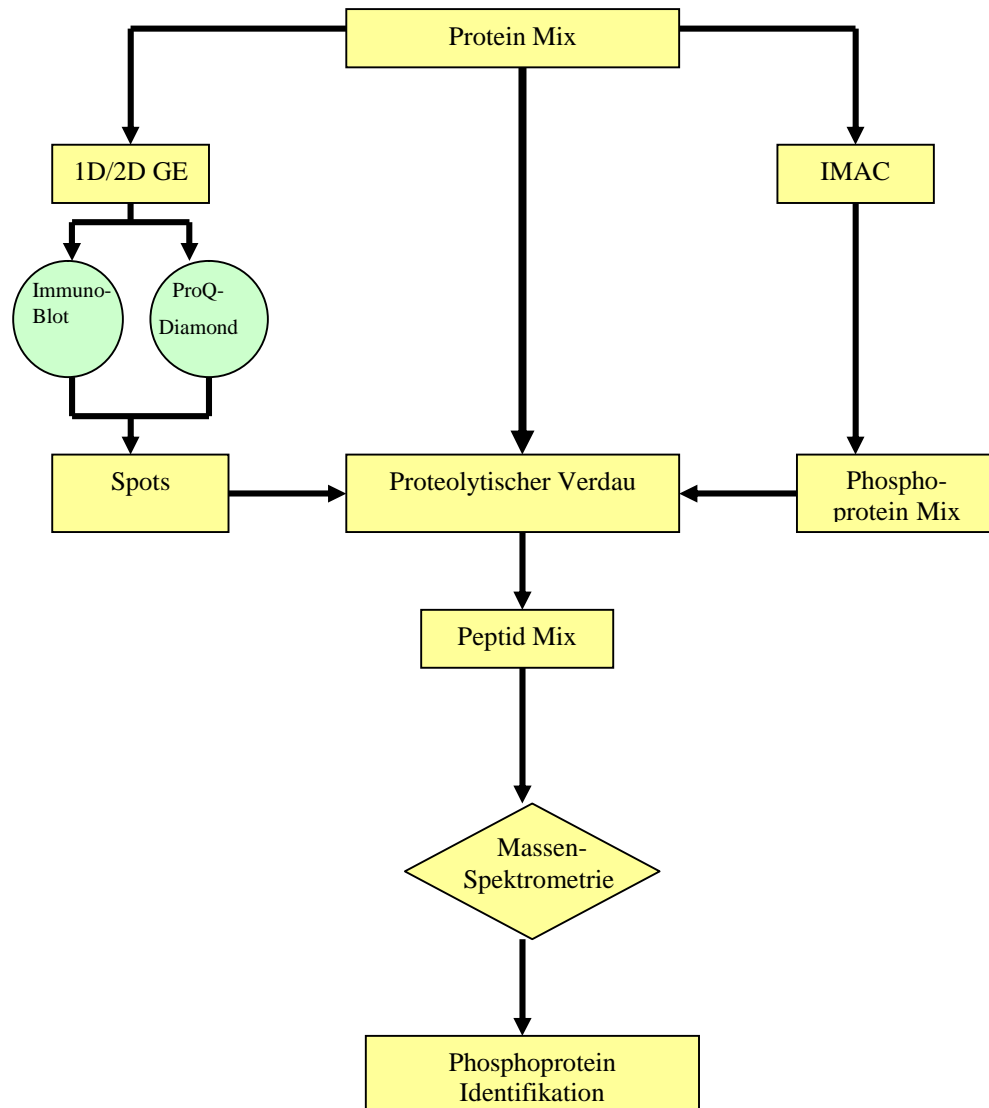 Protein Mix
1D/2D GE
IMAC
Immuno-
Blot
ProQ-
Diamond
Spots
Proteolytischer Verdau
Phospho-
protein Mix
Peptid Mix
Massen-
Spektrometrie
Phosphoprotein
Identifikation